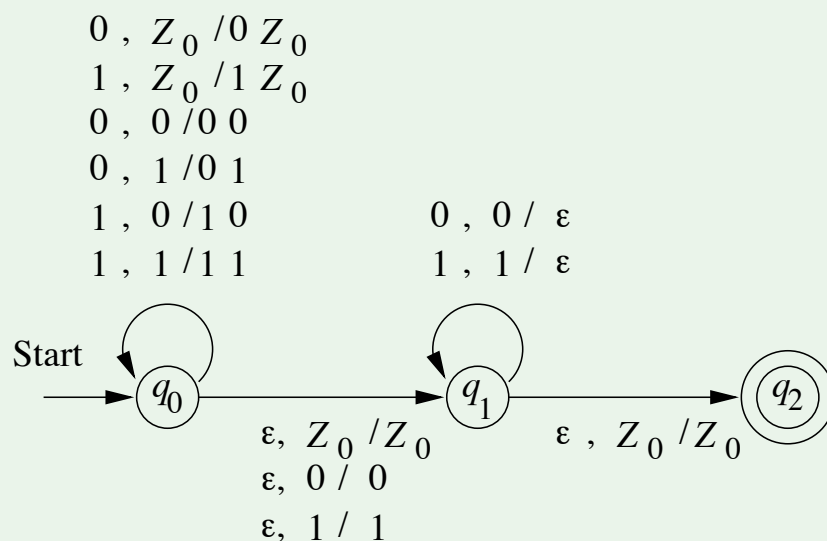 0 , Z0 /0 Z0
1 , Z0 /1 Z0
0 , 0 /0 0
0 , 1 /0 1
1 , 0 /1 0
1 , 1 /1 1
0 , 0 / ε
1 , 1 / ε
Start
q0
q1
q2
ε, Z0 /Z0
ε, 0 / 0
ε, 1 / 1
ε , Z0 /Z0